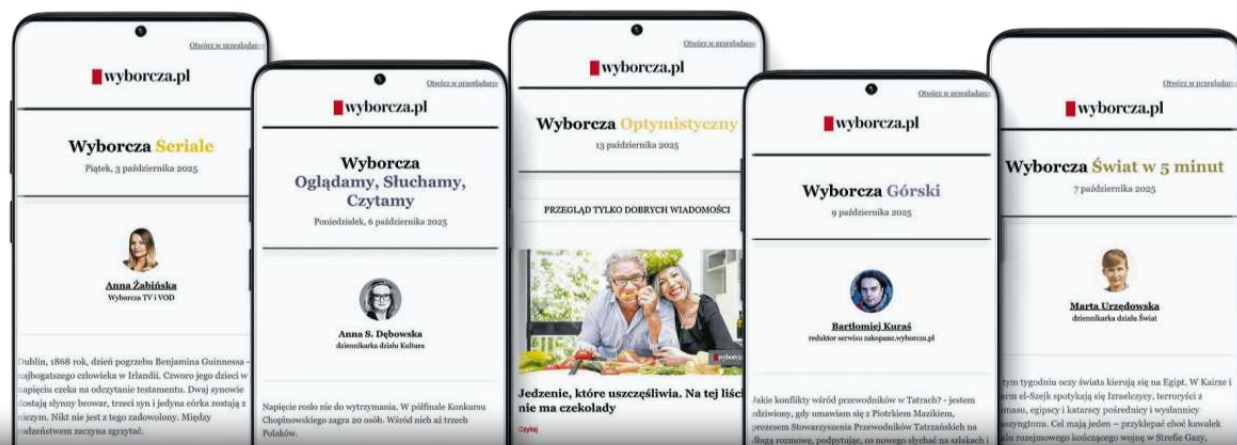 Otwórz w przeglądarce
wyborcza.pl
Wyborcza Seriale
Piątek, 3 października 2025
Anna Żabińska
Wyborcza TV i VOD
Dublin, 1868 rok, dzień pogrzebu Benjamina Guinnessa –
najbogatszego człowieka w Irlandii. Czworo jego dzieci w
napięciu czeka na odczytanie testamentu. Dwaj synowie
dostają słynny browar, trzeci syn i jedyna córka zostają z
niczym. Nikt nie jest z tego zadowolony. Między
rodzeństwem zaczyna zgrzytać.
Otwórz w przeglądarce
wyborcza.pl
Wyborcza
Oglądamy, Słuchamy,
Czytamy
Poniedziałek, 6 października 2025
Anna S. Dębowska
dziennikarka działu Kultura
Napięcie rosło nie do wytrzymania. W półfinale Konkursu
Chopinowskiego zagra 20 osób. Wśród nich aż trzech
Polaków.
Otwórz w przeglądarce
wyborcza.pl
Wyborcza Optymistyczny
13 października 2025
PRZEGLĄD TYLKO DOBRYCH WIADOMOŚCI
wyborcza
Jedzenie, które uszczęśliwia. Na tej liści
nie ma czekolady
Czytaj
Otwórz w przeglądarce
wyborcza.pl
Wyborcza Górski
9 października 2025
Bartłomiej Kuraś
redaktor serwisu zakopane.wyborcza.pl
Jakie konflikty wśród przewodników w Tatrach? - jestem
zdziwiony, gdy umawiam się z Piotrkiem Mazikiem,
prezesem Stowarzyszenia Przewodników Tatrzańskich na
długą rozmowę, podpytując, co nowego słychać na szlakach i
Otwórz w przeglądarce
wyborcza.pl
Wyborcza Świat w 5 minut
7 października 2025
Marta Urzędowska
dziennikarka działu Świat
tym tygodniu oczy świata kierują się na Egipt. W Kairze i
arm el-Szejk spotykają się Izraelczycy, terroryści z
amasu, egipscy i katarscy pośrednicy i wysłannicy
aszyngtonu. Cel mają jeden – przyklepać choć kawałek
alu rozejmowego kończącego wojnę w Strefie Gazy.